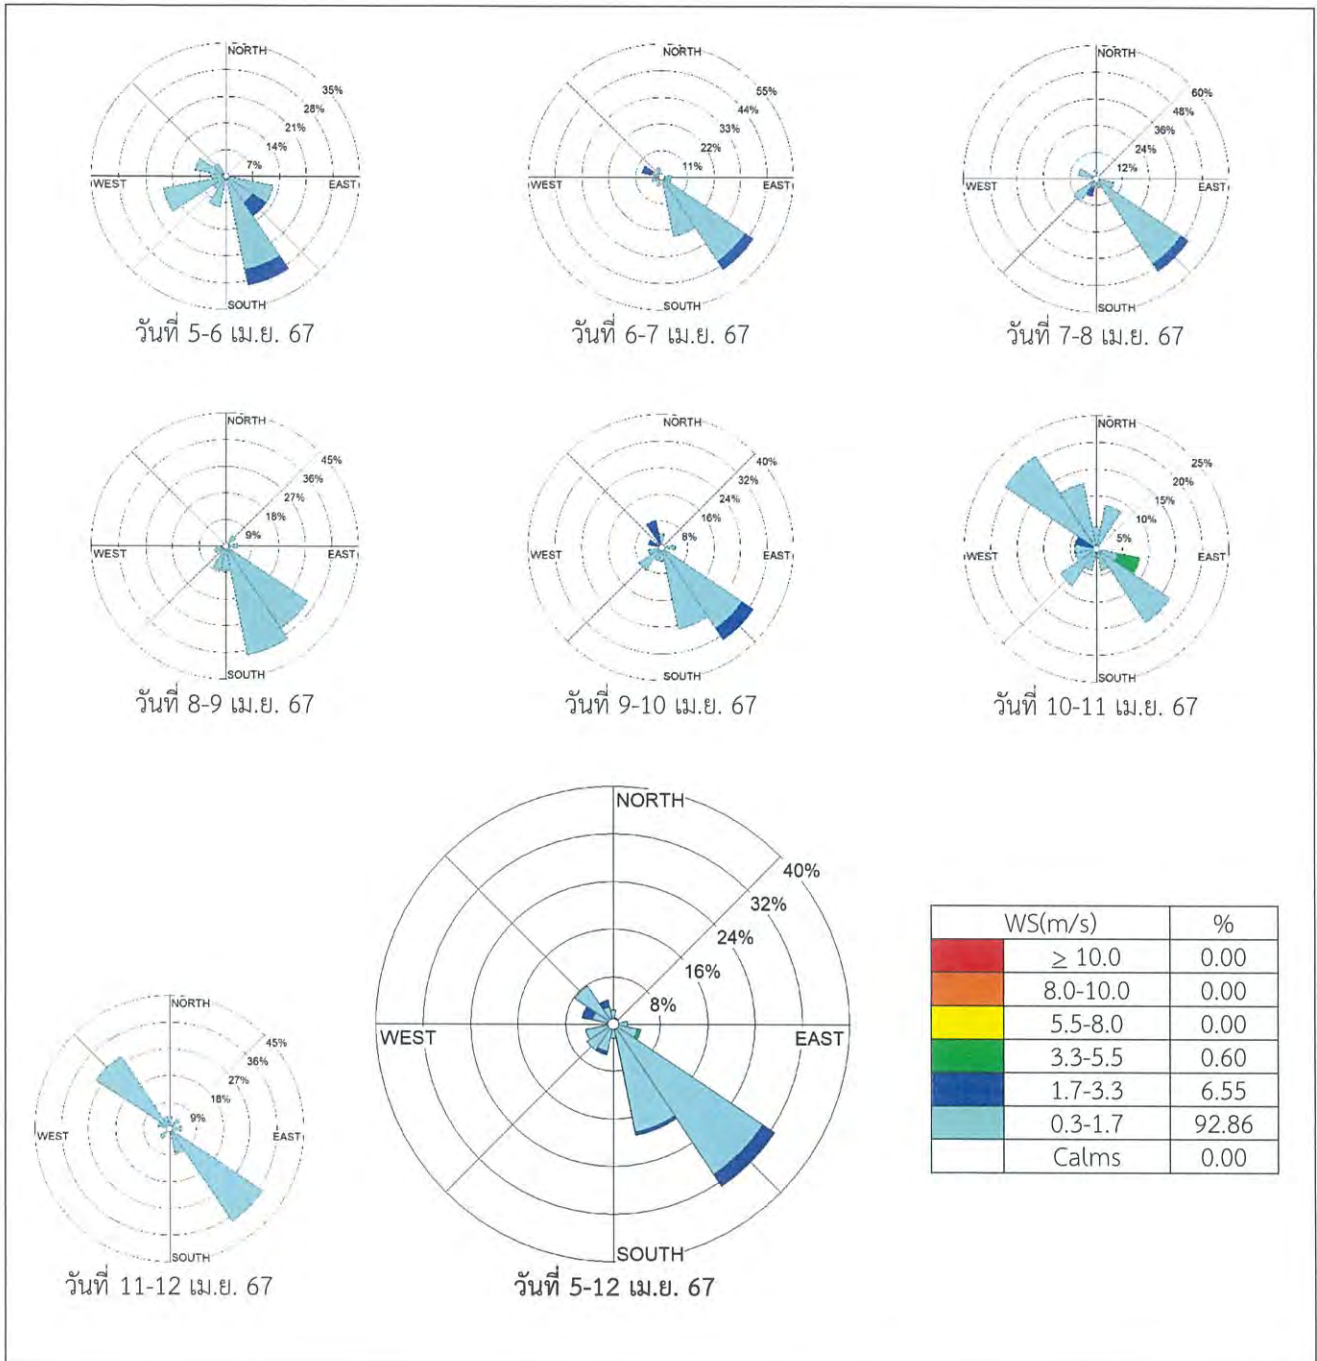 NORTH
35%
28%
21%
14%
7%
WEST
EAST
SOUTH
วันที่ 5-6 เม.ย. 67
NORTH
55%
44%
33%
22%
11%
WEST
EAST
SOUTH
วันที่ 6-7 เม.ย. 67
NORTH
60%
48%
36%
24%
12%
WEST
EAST
SOUTH
วันที่ 7-8 เม.ย. 67
NORTH
45%
36%
27%
18%
9%
WEST
EAST
SOUTH
วันที่ 8-9 เม.ย. 67
NORTH
40%
32%
24%
16%
8%
WEST
EAST
SOUTH
วันที่ 9-10 เม.ย. 67
NORTH
25%
20%
15%
10%
5%
WEST
EAST
SOUTH
วันที่ 10-11 เม.ย. 67
NORTH
45%
36%
27%
18%
9%
WEST
EAST
SOUTH
วันที่ 11-12 เม.ย. 67
NORTH
40%
32%
24%
16%
8%
WEST
EAST
SOUTH
วันที่ 5-12 เม.ย. 67
WS(m/s) %
≥ 10.0 0.00
8.0-10.0 0.00
5.5-8.0 0.00
3.3-5.5 0.60
1.7-3.3 6.55
0.3-1.7 92.86
Calms 0.00